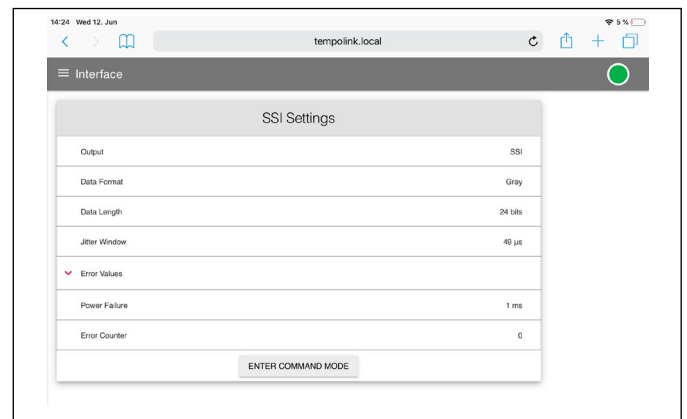 14:24 Wed 12. Jun 5 %
tempolink.local
Interface
SSI Settings
Output SSI
Data Format Gray
Data Length 24 bits
Jitter Window 49 µs
Error Values
Power Failure 1 ms
Error Counter 0
ENTER COMMAND MODE